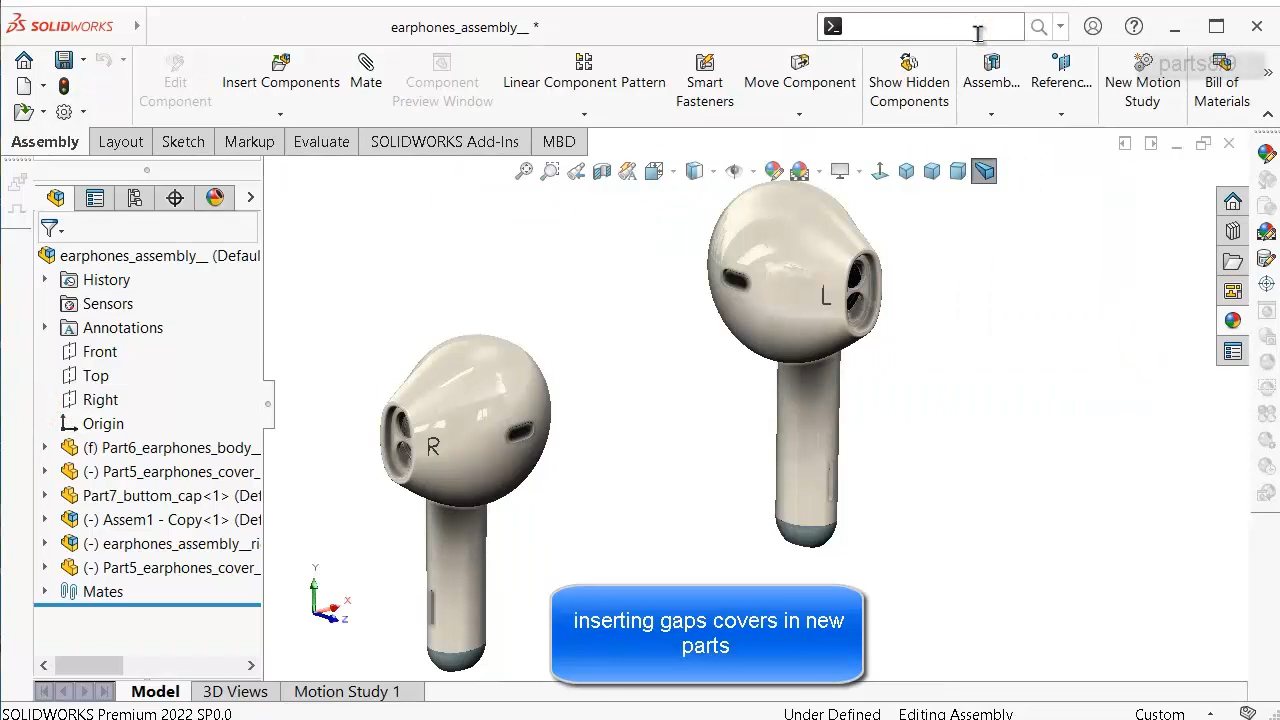 SOLIDWORKS
earphones_assembly__ *
Edit Component
Insert Components
Mate
Component Preview Window
Linear Component Pattern
Smart Fasteners
Move Component
Show Hidden Components
Assemb...
Referenc...
New Motion Study
Bill of Materials
Assembly
Layout
Sketch
Markup
Evaluate
SOLIDWORKS Add-Ins
MBD
earphones_assembly__ (Defaul
History
Sensors
Annotations
Front
Top
Right
Origin
(f) Part6_earphones_body_
(-) Part5_earphones_cover_
Part7_buttom_cap<1> (Def
(-) Assem1 - Copy<1> (Def
(-) earphones_assembly__ri
(-) Part5_earphones_cover_
Mates
L
R
Y
X
Z
inserting gaps covers in new
parts
Model
3D Views
Motion Study 1
SOLIDWORKS Premium 2022 SP0.0
Under Defined
Editing Assembly
Custom